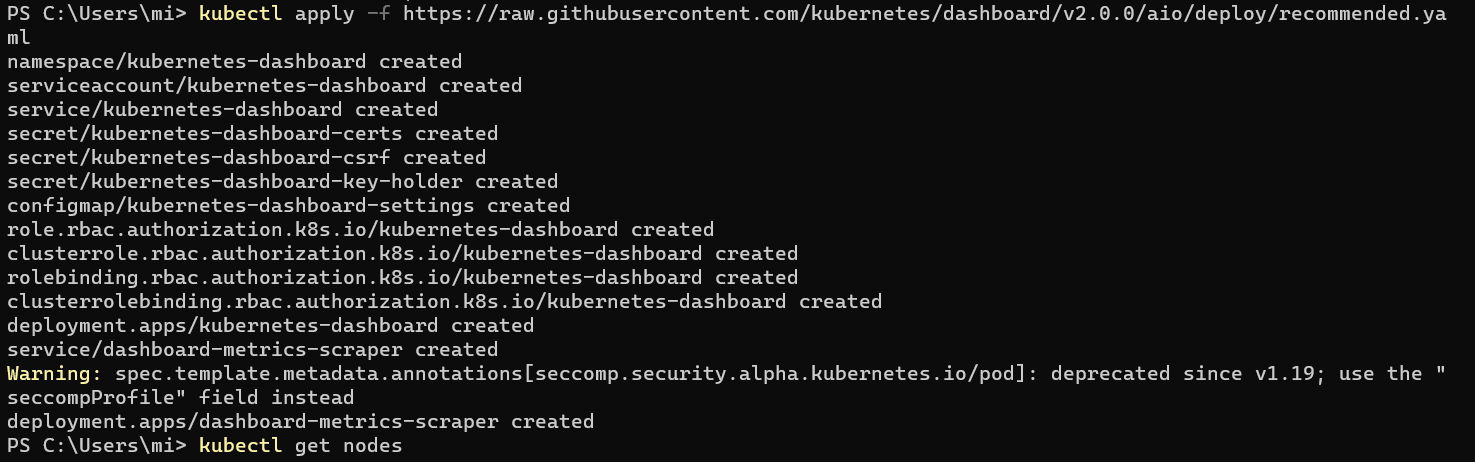 PS C:\Users\mi> kubectl apply -f https://raw.githubusercontent.com/kubernetes/dashboard/v2.0.0/aio/deploy/recommended.ya
ml
namespace/kubernetes-dashboard created
serviceaccount/kubernetes-dashboard created
service/kubernetes-dashboard created
secret/kubernetes-dashboard-certs created
secret/kubernetes-dashboard-csrf created
secret/kubernetes-dashboard-key-holder created
configmap/kubernetes-dashboard-settings created
role.rbac.authorization.k8s.io/kubernetes-dashboard created
clusterrole.rbac.authorization.k8s.io/kubernetes-dashboard created
rolebinding.rbac.authorization.k8s.io/kubernetes-dashboard created
clusterrolebinding.rbac.authorization.k8s.io/kubernetes-dashboard created
deployment.apps/kubernetes-dashboard created
service/dashboard-metrics-scraper created
Warning: spec.template.metadata.annotations[seccomp.security.alpha.kubernetes.io/pod]: deprecated since v1.19; use the "
seccompProfile" field instead
deployment.apps/dashboard-metrics-scraper created
PS C:\Users\mi> kubectl get nodes